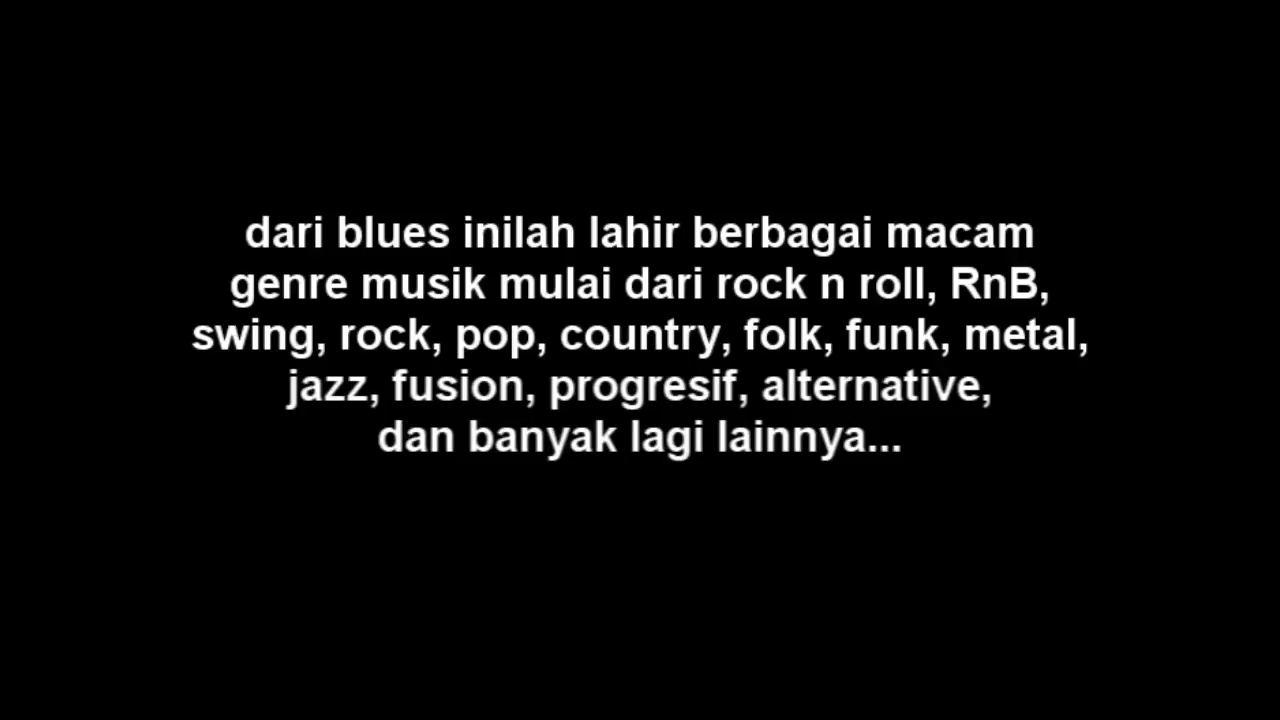 dari blues inilah lahir berbagai macam
genre musik mulai dari rock n roll, RnB,
swing, rock, pop, country, folk, funk, metal,
jazz, fusion, progresif, alternative,
dan banyak lagi lainnya...